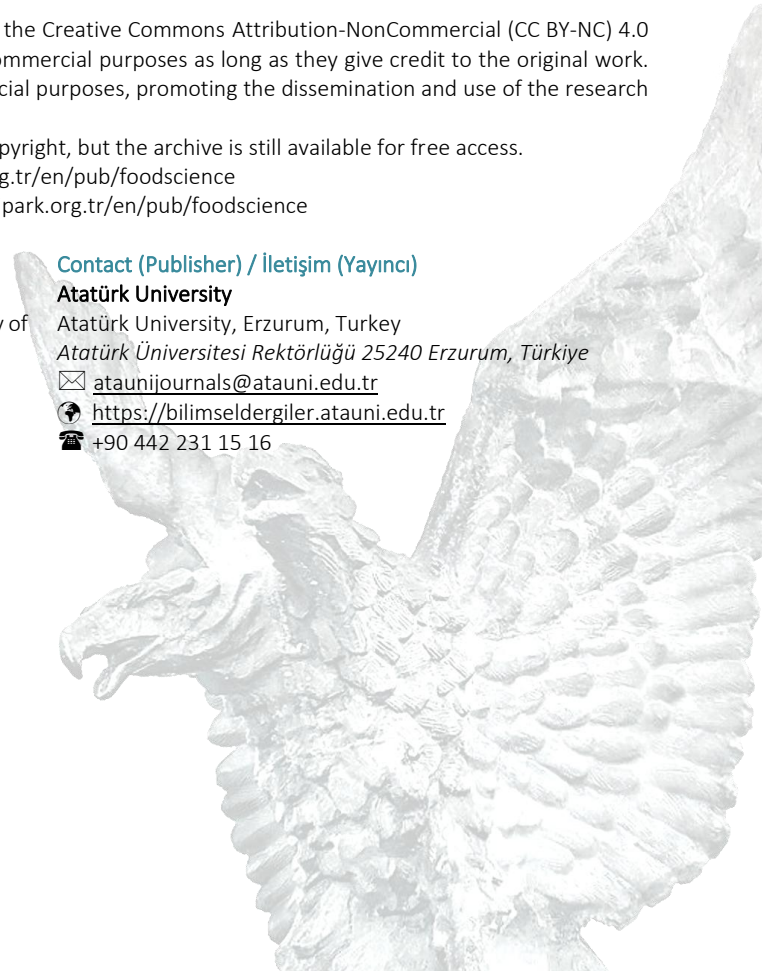 the Creative Commons Attribution-NonCommercial (CC BY-NC) 4.0
ommercial purposes as long as they give credit to the original work.
cial purposes, promoting the dissemination and use of the research
pyright, but the archive is still available for free access.
g.tr/en/pub/foodscience
park.org.tr/en/pub/foodscience
Contact (Publisher) / İletişim (Yayıncı)
Atatürk University
y of Atatürk University, Erzurum, Turkey
Atatürk Üniversitesi Rektörlüğü 25240 Erzurum, Türkiye
ataunijournals@atauni.edu.tr
https://bilimseldergiler.atauni.edu.tr
+90 442 231 15 16